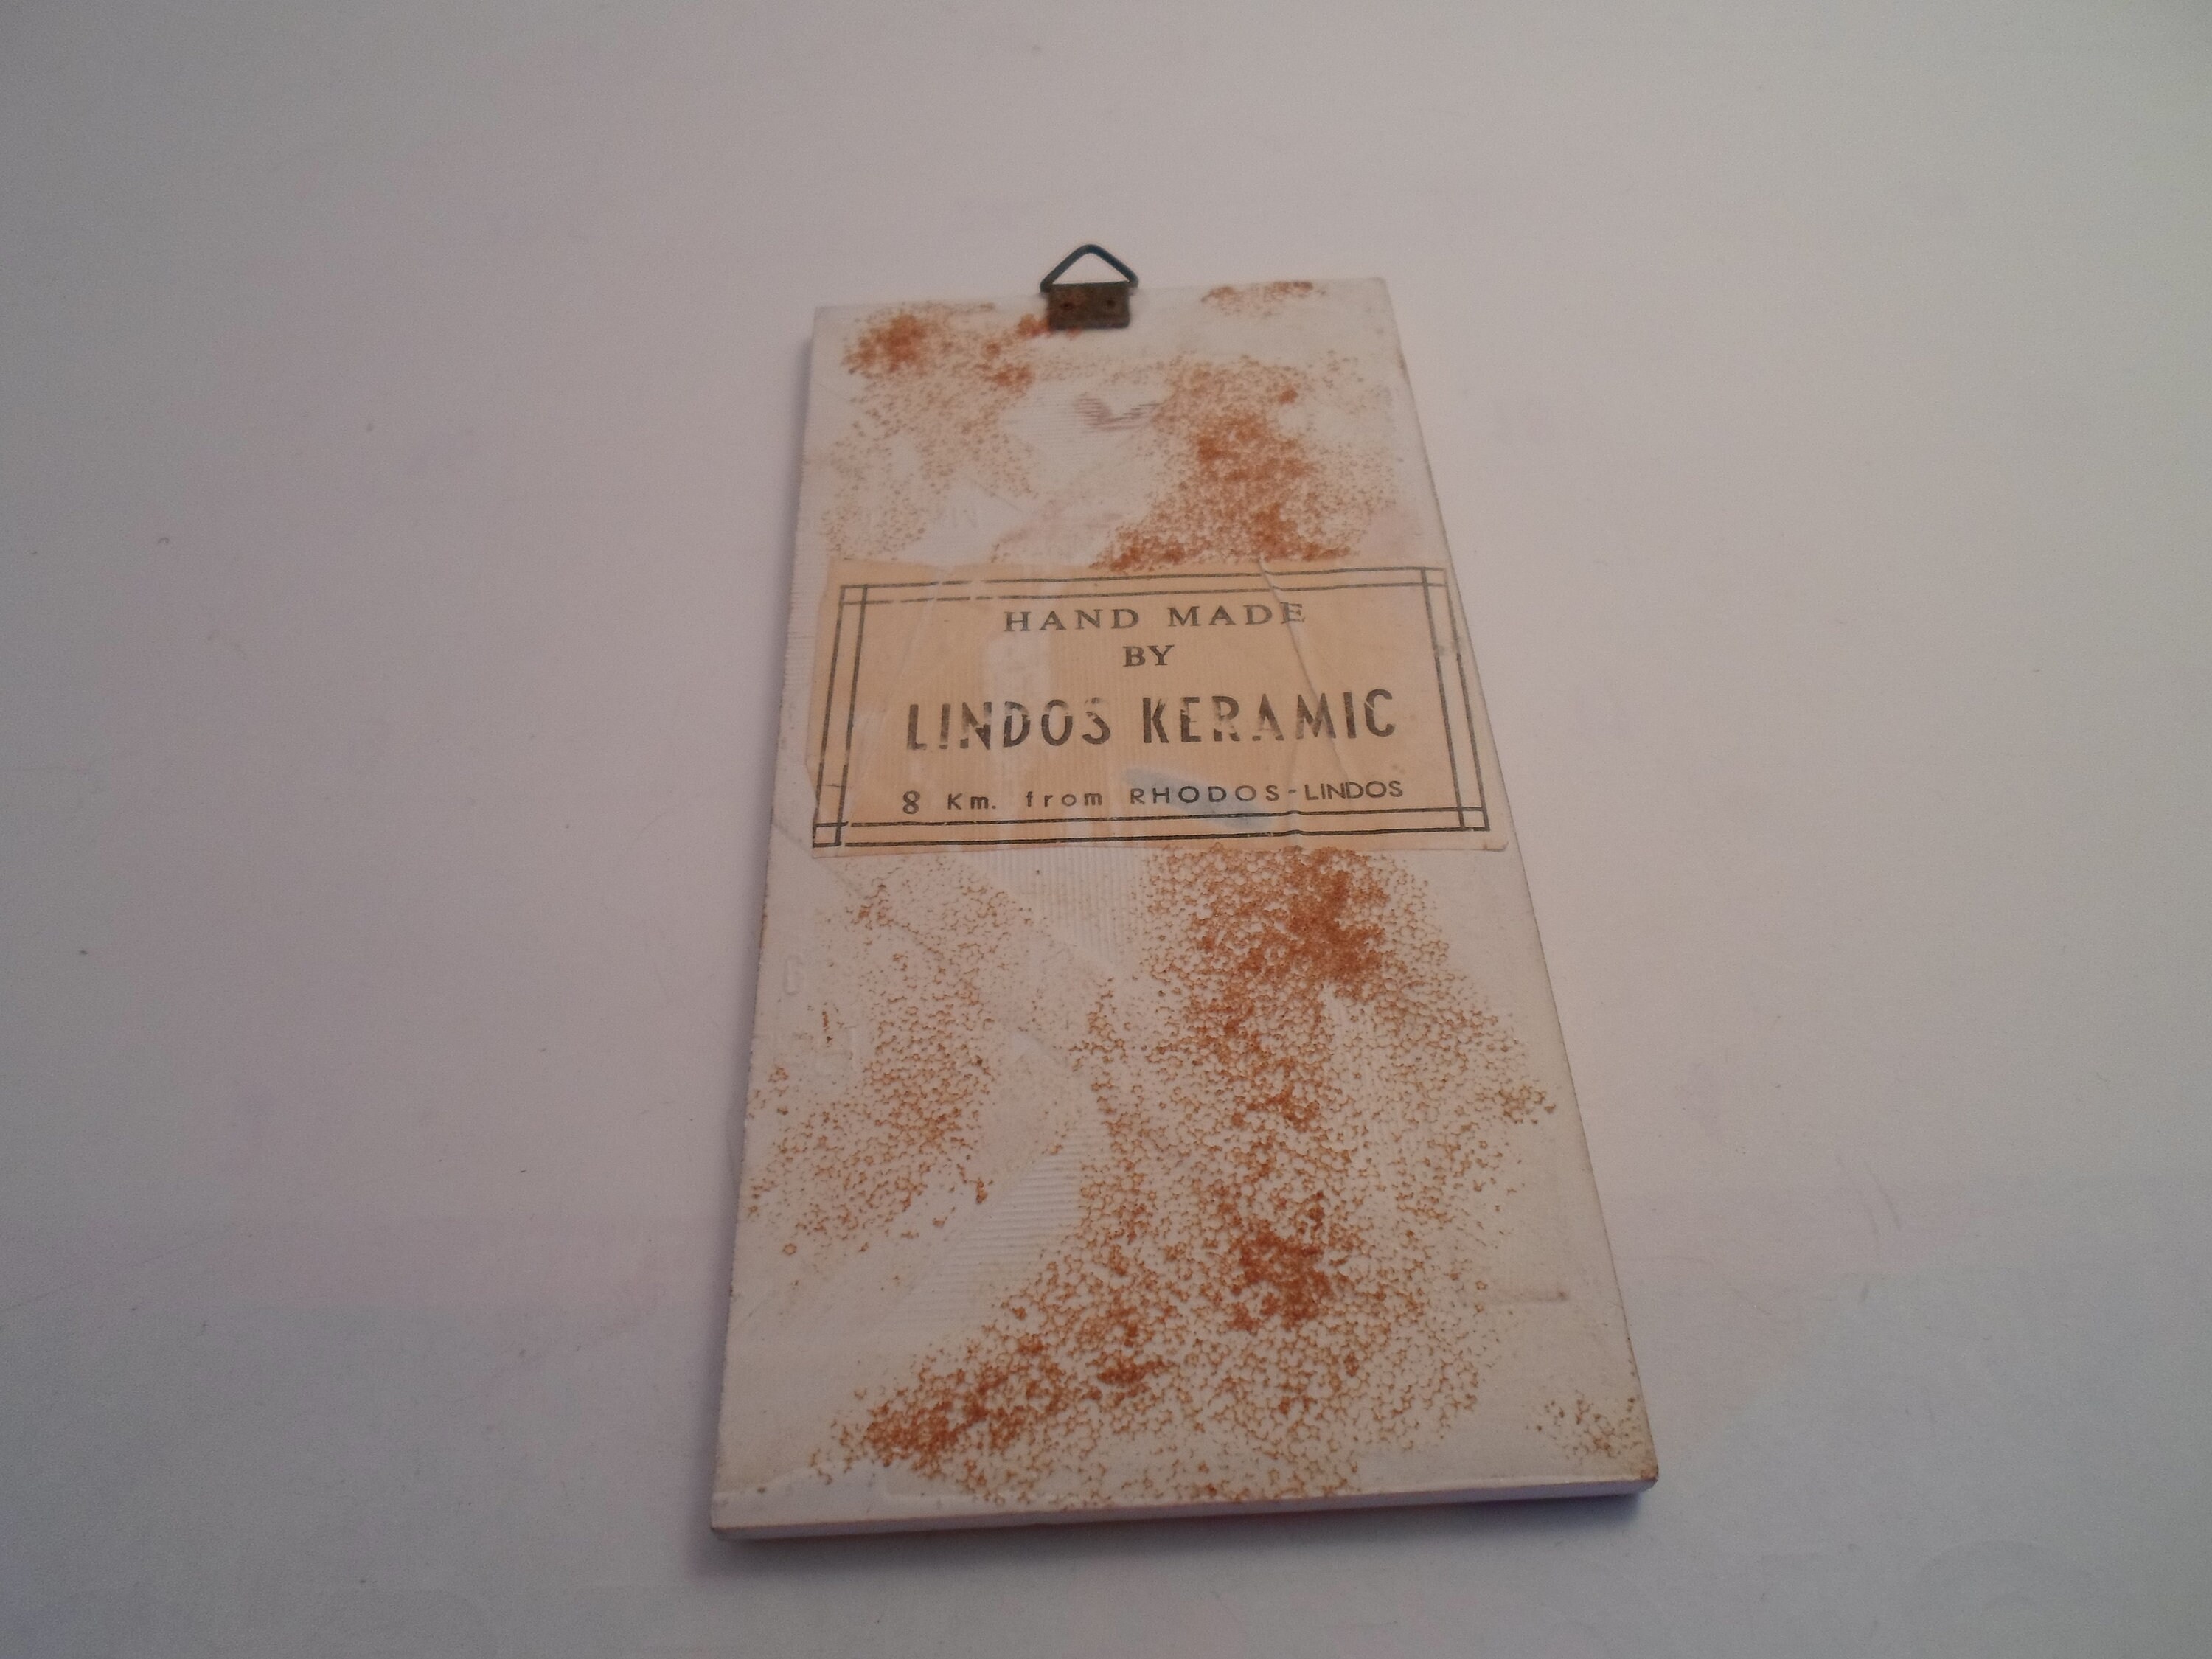 HAND MADE
BY
LINDOS KERAMIC
8 Km. from RHODOS-LINDOS